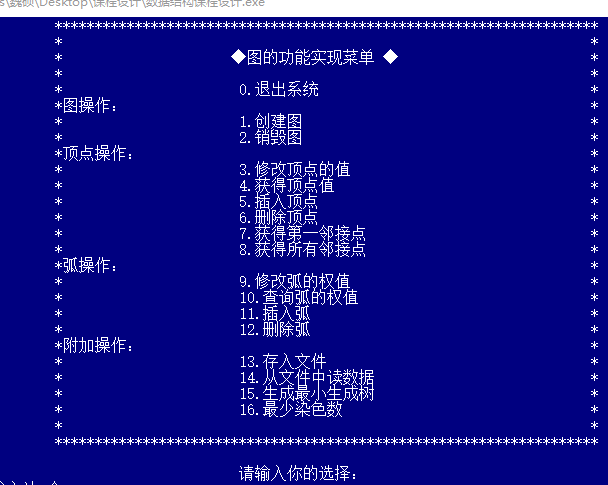 s\魏硕\Desktop\课程设计\数据结构课程设计.exe
********************************************************************
* *
* ◆图的功能实现菜单 ◆ *
* *
* 0.退出系统 *
*图操作: *
* 1.创建图 *
* 2.销毁图 *
*顶点操作: *
* 3.修改顶点的值 *
* 4.获得顶点值 *
* 5.插入顶点 *
* 6.删除顶点 *
* 7.获得第一邻接点 *
* 8.获得所有邻接点 *
*弧操作: *
* 9.修改弧的权值 *
* 10.查询弧的权值 *
* 11.插入弧 *
* 12.删除弧 *
*附加操作: *
* 13.存入文件 *
* 14.从文件中读数据 *
* 15.生成最小生成树 *
* 16.最少染色数 *
* *
********************************************************************
请输入你的选择: